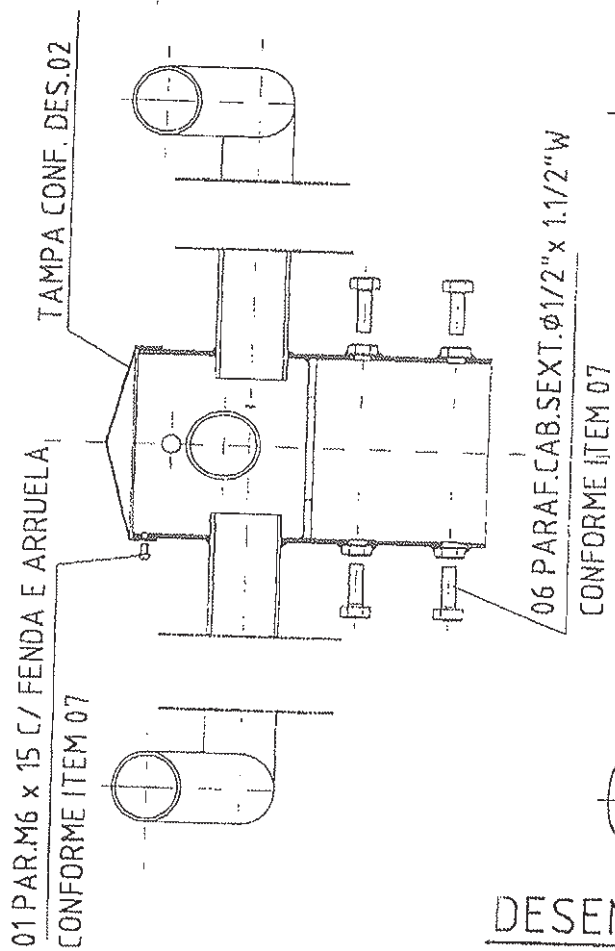 01 PAR.M6 x 15 C/ FENDA E ARRUELA
CONFORME ITEM 07
TAMPA CONF. DES.02
06 PARAF.CAB.SEXT.ø1/2"x 1.1/2"W
CONFORME ITEM 07